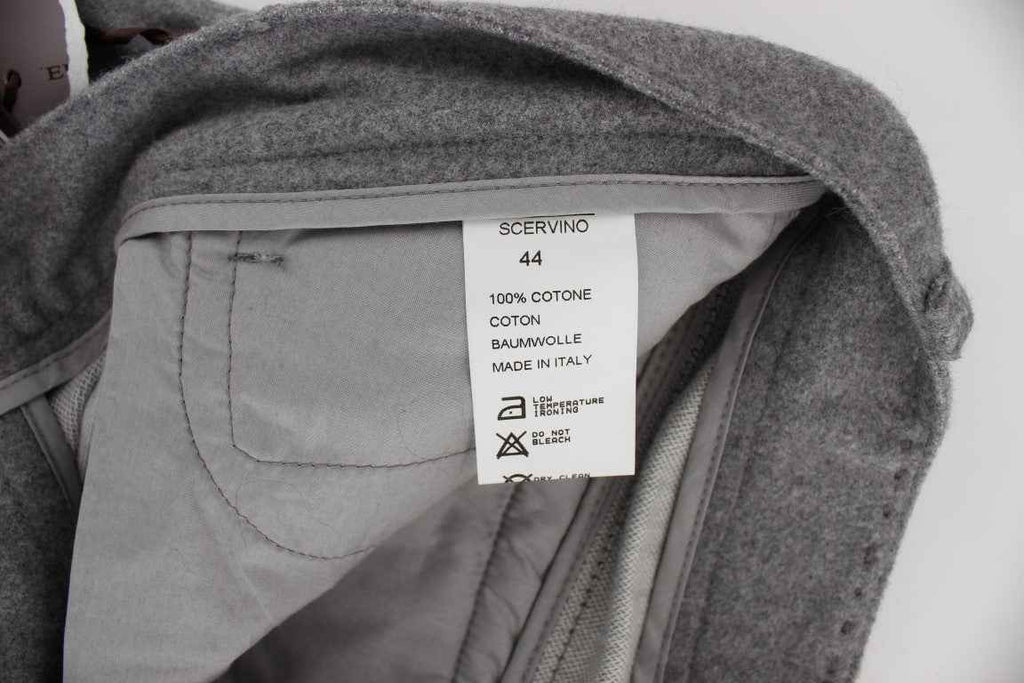 SCERVINO
44
100% COTONE
COTON
BAUMWOLLE
MADE IN ITALY
LOW
TEMPERATURE
IRONING
DO NOT
BLEACH
DRY CLEAN